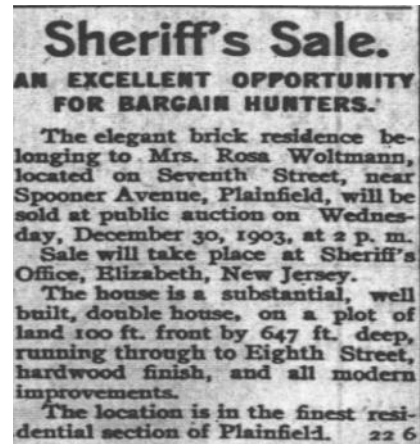 Sheriff's Sale.
AN EXCELLENT OPPORTUNITY
FOR BARGAIN HUNTERS.
The elegant brick residence be-
longing to Mrs. Rosa Woltmann,
located on Seventh Street, near
Spooner Avenue, Plainfield, will be
sold at public auction on Wednes-
day, December 30, 1903, at 2 p. m.
Sale will take place at Sheriff's
Office, Elizabeth, New Jersey.
The house is a substantial, well
built, double house, on a plot of
land 100 ft. front by 647 ft. deep,
running through to Eighth Street,
hardwood finish, and all modern
improvements.
The location is in the finest resi-
dential section of Plainfield. 22 6